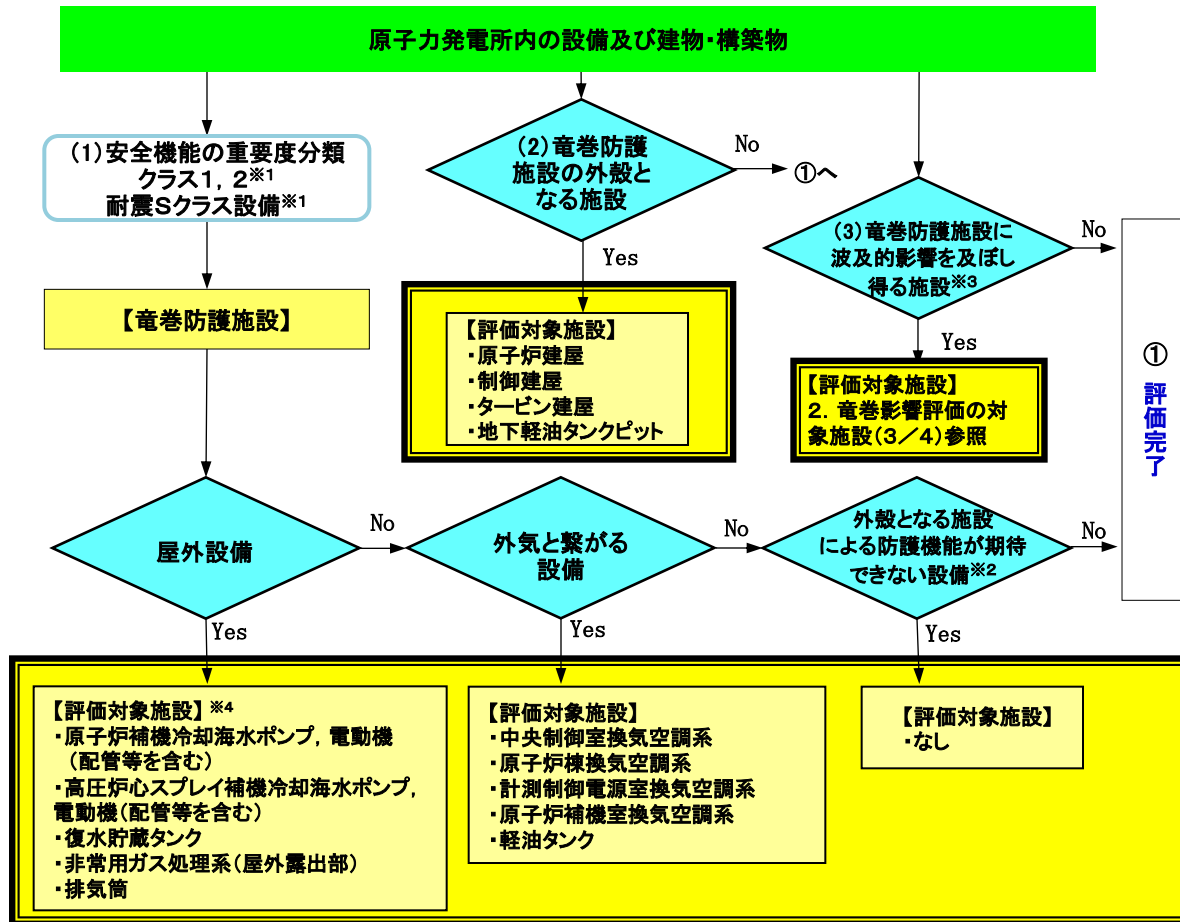 原子力発電所内の設備及び建物・構築物
(1)安全機能の重要度分類
クラス1, 2※1
耐震Sクラス設備※1
【竜巻防護施設】
(2)竜巻防護
施設の外殻と
なる施設
No
①へ
Yes
【評価対象施設】
・原子炉建屋
・制御建屋
・タービン建屋
・地下軽油タンクピット
(3)竜巻防護施設に
波及的影響を及ぼし
得る施設※3
No
Yes
【評価対象施設】
2. 竜巻影響評価の対
象施設(3/4)参照
①
評価完了
屋外設備
No
外気と繋がる
設備
No
外殻となる施設
による防護機能が期待
できない設備※2
No
Yes
Yes
Yes
【評価対象施設】※4
・原子炉補機冷却海水ポンプ, 電動機
(配管等を含む)
・高圧炉心スプレイ補機冷却海水ポンプ,
電動機(配管等を含む)
・復水貯蔵タンク
・非常用ガス処理系(屋外露出部)
・排気筒
【評価対象施設】
・中央制御室換気空調系
・原子炉棟換気空調系
・計測制御電源室換気空調系
・原子炉補機室換気空調系
・軽油タンク
【評価対象施設】
・なし